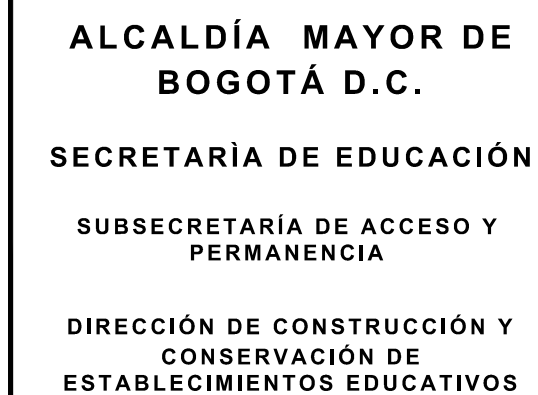 ALCALDÍA MAYOR DE
BOGOTÁ D.C.
SECRETARÌA DE EDUCACIÓN
SUBSECRETARÍA DE ACCESO Y
PERMANENCIA
DIRECCIÓN DE CONSTRUCCIÓN Y
CONSERVACIÓN DE
ESTABLECIMIENTOS EDUCATIVOS